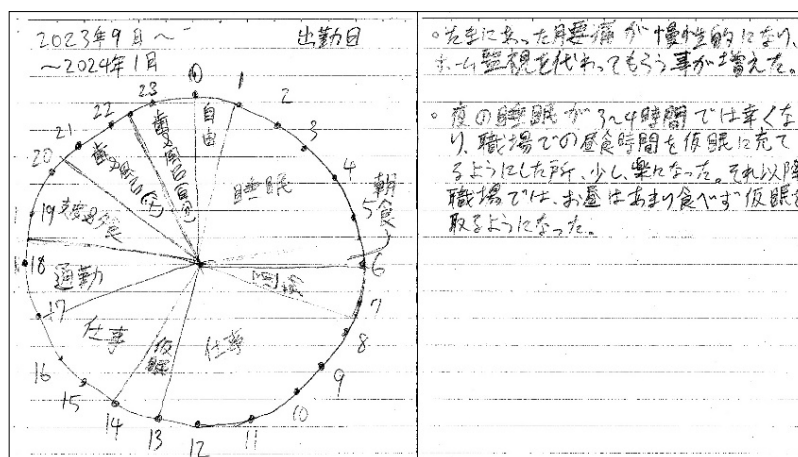 2023年9月～
～2024年1月
出勤日
0
1
2
3
4
5
6
7
8
9
10
11
12
13
14
15
16
17
18
19
20
21
22
23
自由
睡眠
朝食
通勤
仕事
仮眠
仕事
通勤
夕食
歯
歯
(自分)
○たまにあった腰痛が慢性的になり、
ホーム監視を代わってもらう事が増えた。
○夜の睡眠が3～4時間では辛くな
り、職場での昼食時間を仮眠に充て
るようにした所、少し楽になった。それ以降
職場では、お昼はあまり食べず仮眠を
取るようになった。